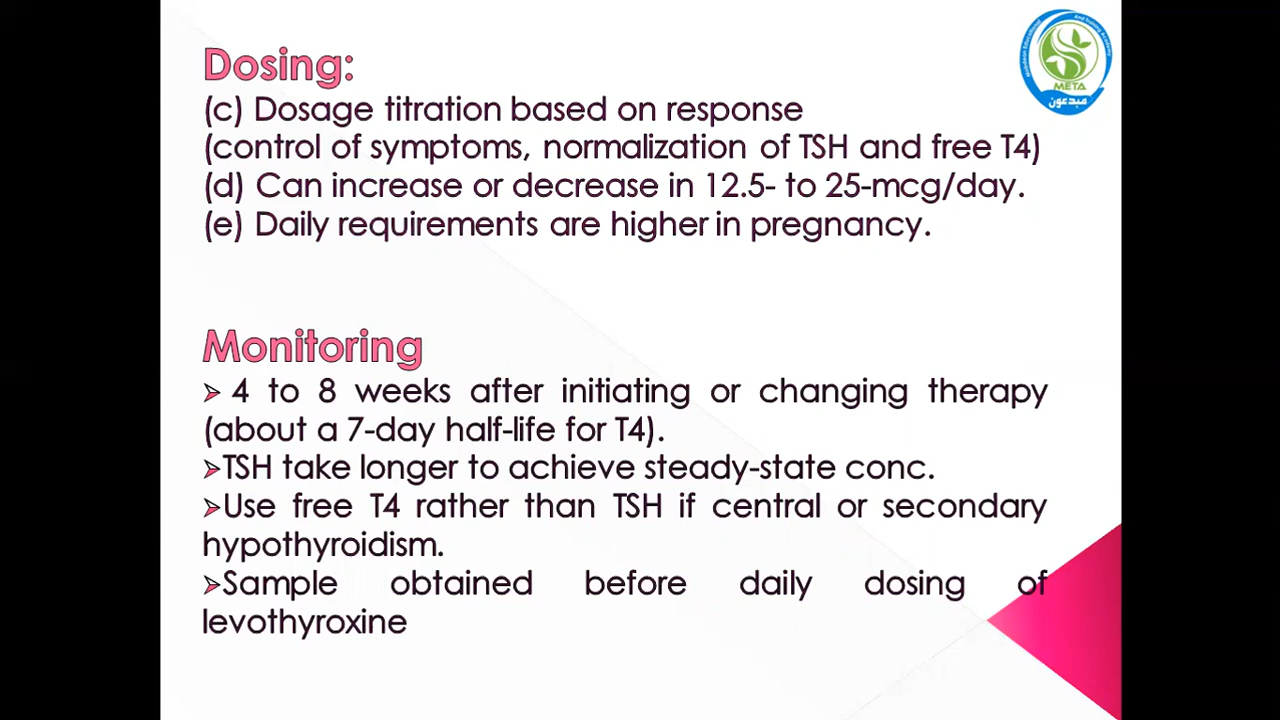 Dosing:
(c) Dosage titration based on response
(control of symptoms, normalization of TSH and free T4)
(d) Can increase or decrease in 12.5- to 25-mcg/day.
(e) Daily requirements are higher in pregnancy.
Monitoring
➢ 4 to 8 weeks after initiating or changing therapy
(about a 7-day half-life for T4).
➢TSH take longer to achieve steady-state conc.
➢Use free T4 rather than TSH if central or secondary
hypothyroidism.
➢Sample obtained before daily dosing of
levothyroxine
META
مبدعون